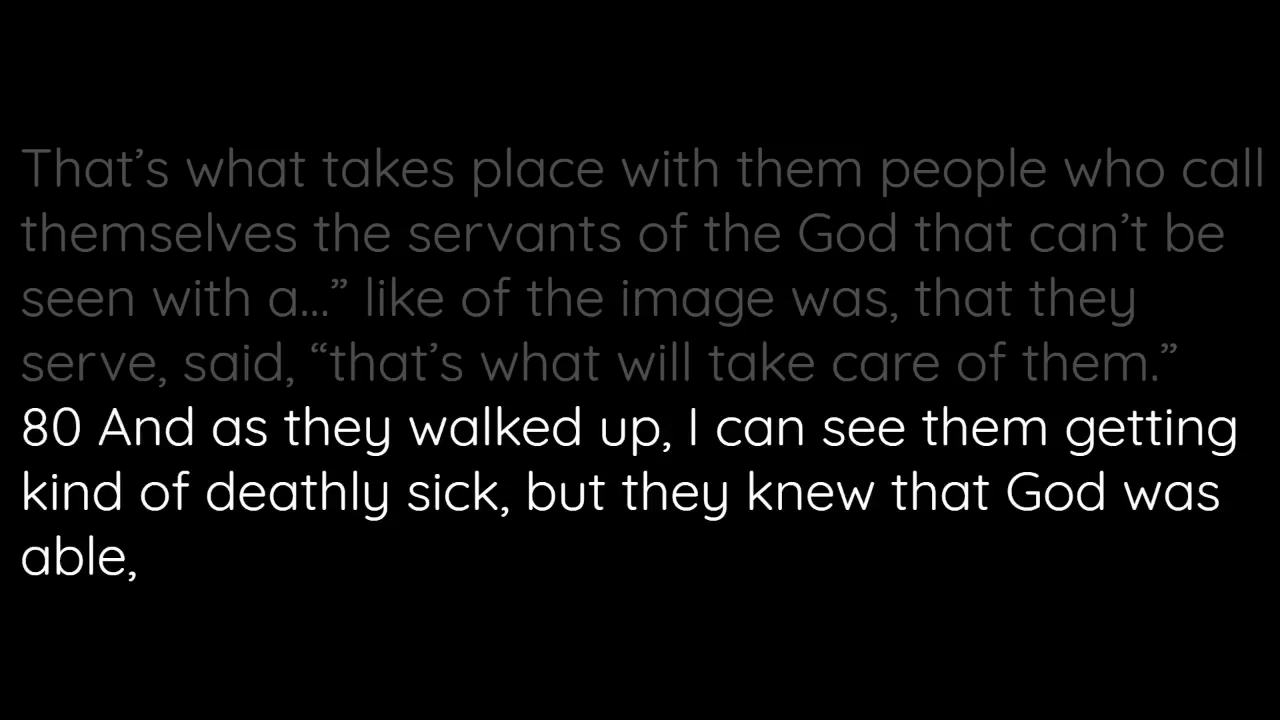 That’s what takes place with them people who call
themselves the servants of the God that can’t be
seen with a...” like of the image was, that they
serve, said, “that’s what will take care of them.”
80 And as they walked up, I can see them getting
kind of deathly sick, but they knew that God was
able,